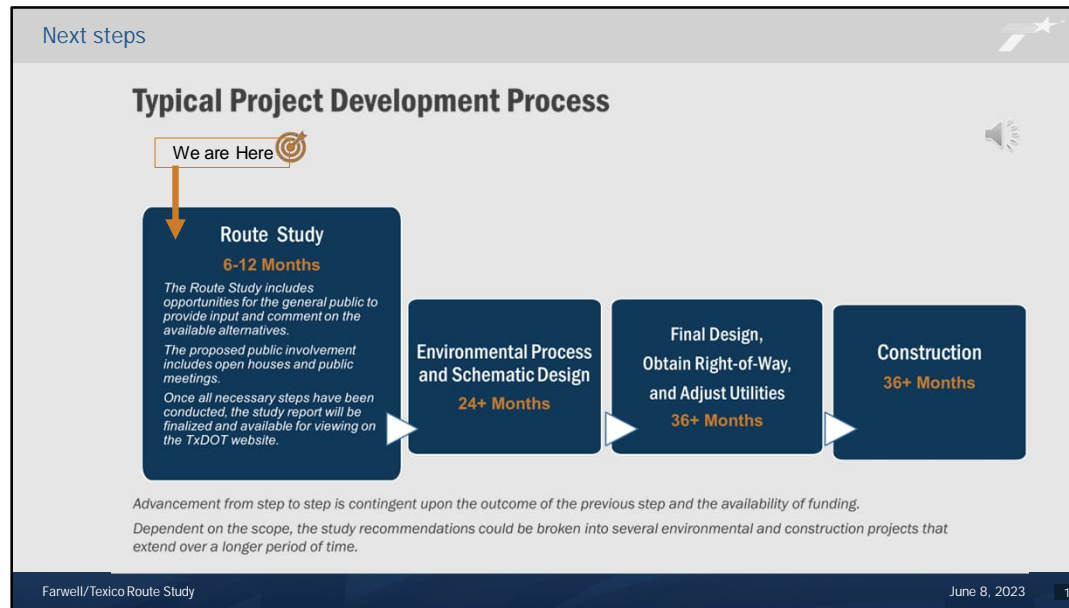 Next steps
Typical Project Development Process
We are Here
Route Study
6-12 Months
The Route Study includes
opportunities for the general public to
provide input and comment on the
available alternatives.
The proposed public involvement
includes open houses and public
meetings.
Once all necessary steps have been
conducted, the study report will be
finalized and available for viewing on
the TxDOT website.
Environmental Process
and Schematic Design
24+ Months
Final Design,
Obtain Right-of-Way,
and Adjust Utilities
36+ Months
Construction
36+ Months
Advancement from step to step is contingent upon the outcome of the previous step and the availability of funding.
Dependent on the scope, the study recommendations could be broken into several environmental and construction projects that
extend over a longer period of time.
Farwell/Texico Route Study
June 8, 2023